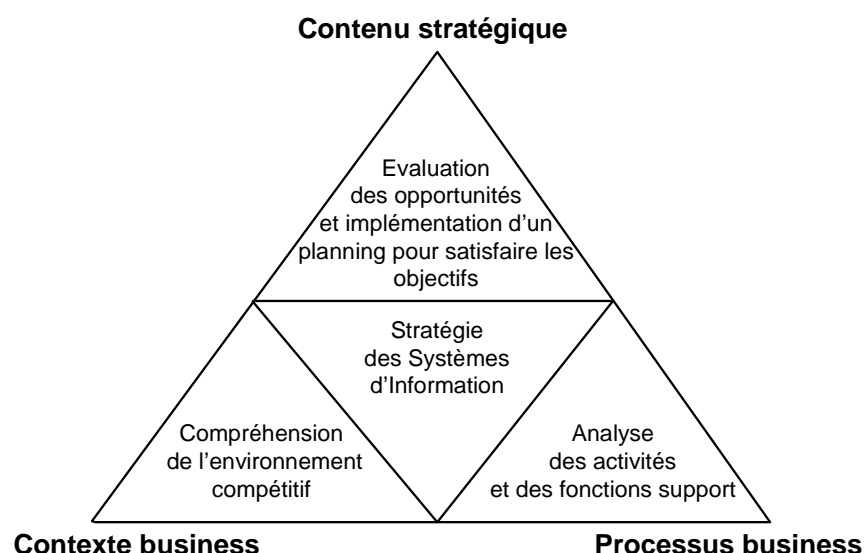 Contenu stratégique
Evaluation
des opportunités
et implémentation d'un
planning pour satisfaire les
objectifs
Stratégie
des Systèmes
d'Information
Compréhension
de l'environnement
compétitif
Analyse
des activités
et des fonctions support
Contexte business
Processus business